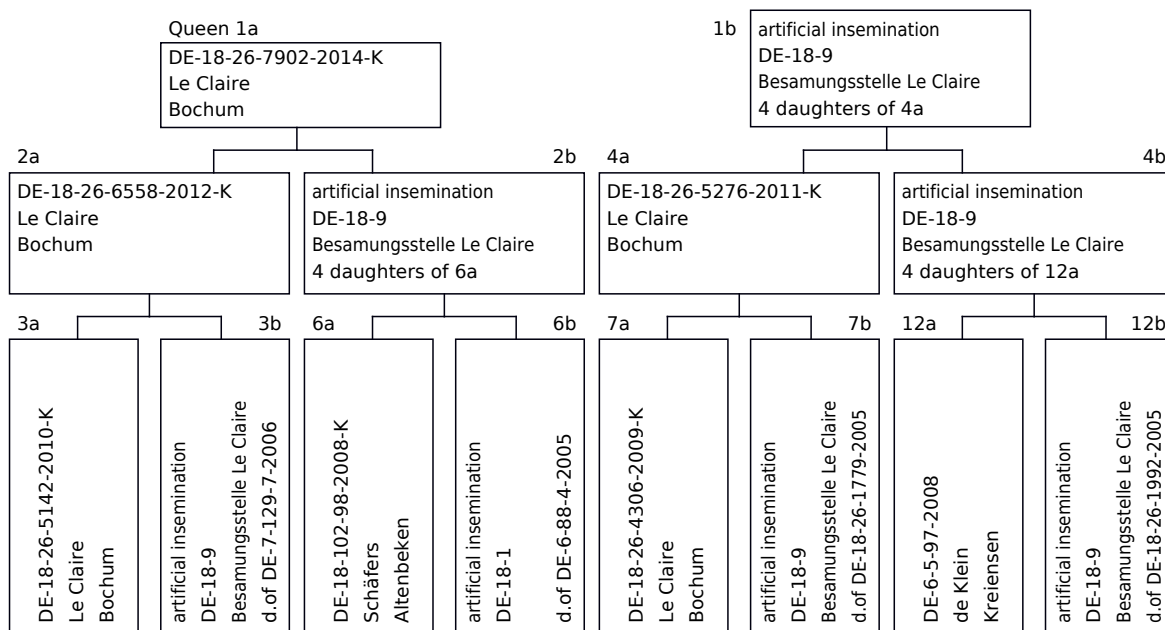 Queen 1a
DE-18-26-7902-2014-K
Le Claire
Bochum
1b
artificial insemination
DE-18-9
Besamungsstelle Le Claire
4 daughters of 4a
2a
DE-18-26-6558-2012-K
Le Claire
Bochum
2b
artificial insemination
DE-18-9
Besamungsstelle Le Claire
4 daughters of 6a
4a
DE-18-26-5276-2011-K
Le Claire
Bochum
4b
artificial insemination
DE-18-9
Besamungsstelle Le Claire
4 daughters of 12a
3a
DE-18-26-5142-2010-K
Le Claire
Bochum
3b
artificial insemination
DE-18-9
Besamungsstelle Le Claire
d.of DE-7-129-7-2006
6a
DE-18-102-98-2008-K
Schäfers
Altenbeken
6b
artificial insemination
DE-18-1
d.of DE-6-88-4-2005
7a
DE-18-26-4306-2009-K
Le Claire
Bochum
7b
artificial insemination
DE-18-9
Besamungsstelle Le Claire
d.of DE-18-26-1779-2005
12a
DE-6-5-97-2008
de Klein
Kreiensen
12b
artificial insemination
DE-18-9
Besamungsstelle Le Claire
d.of DE-18-26-1992-2005